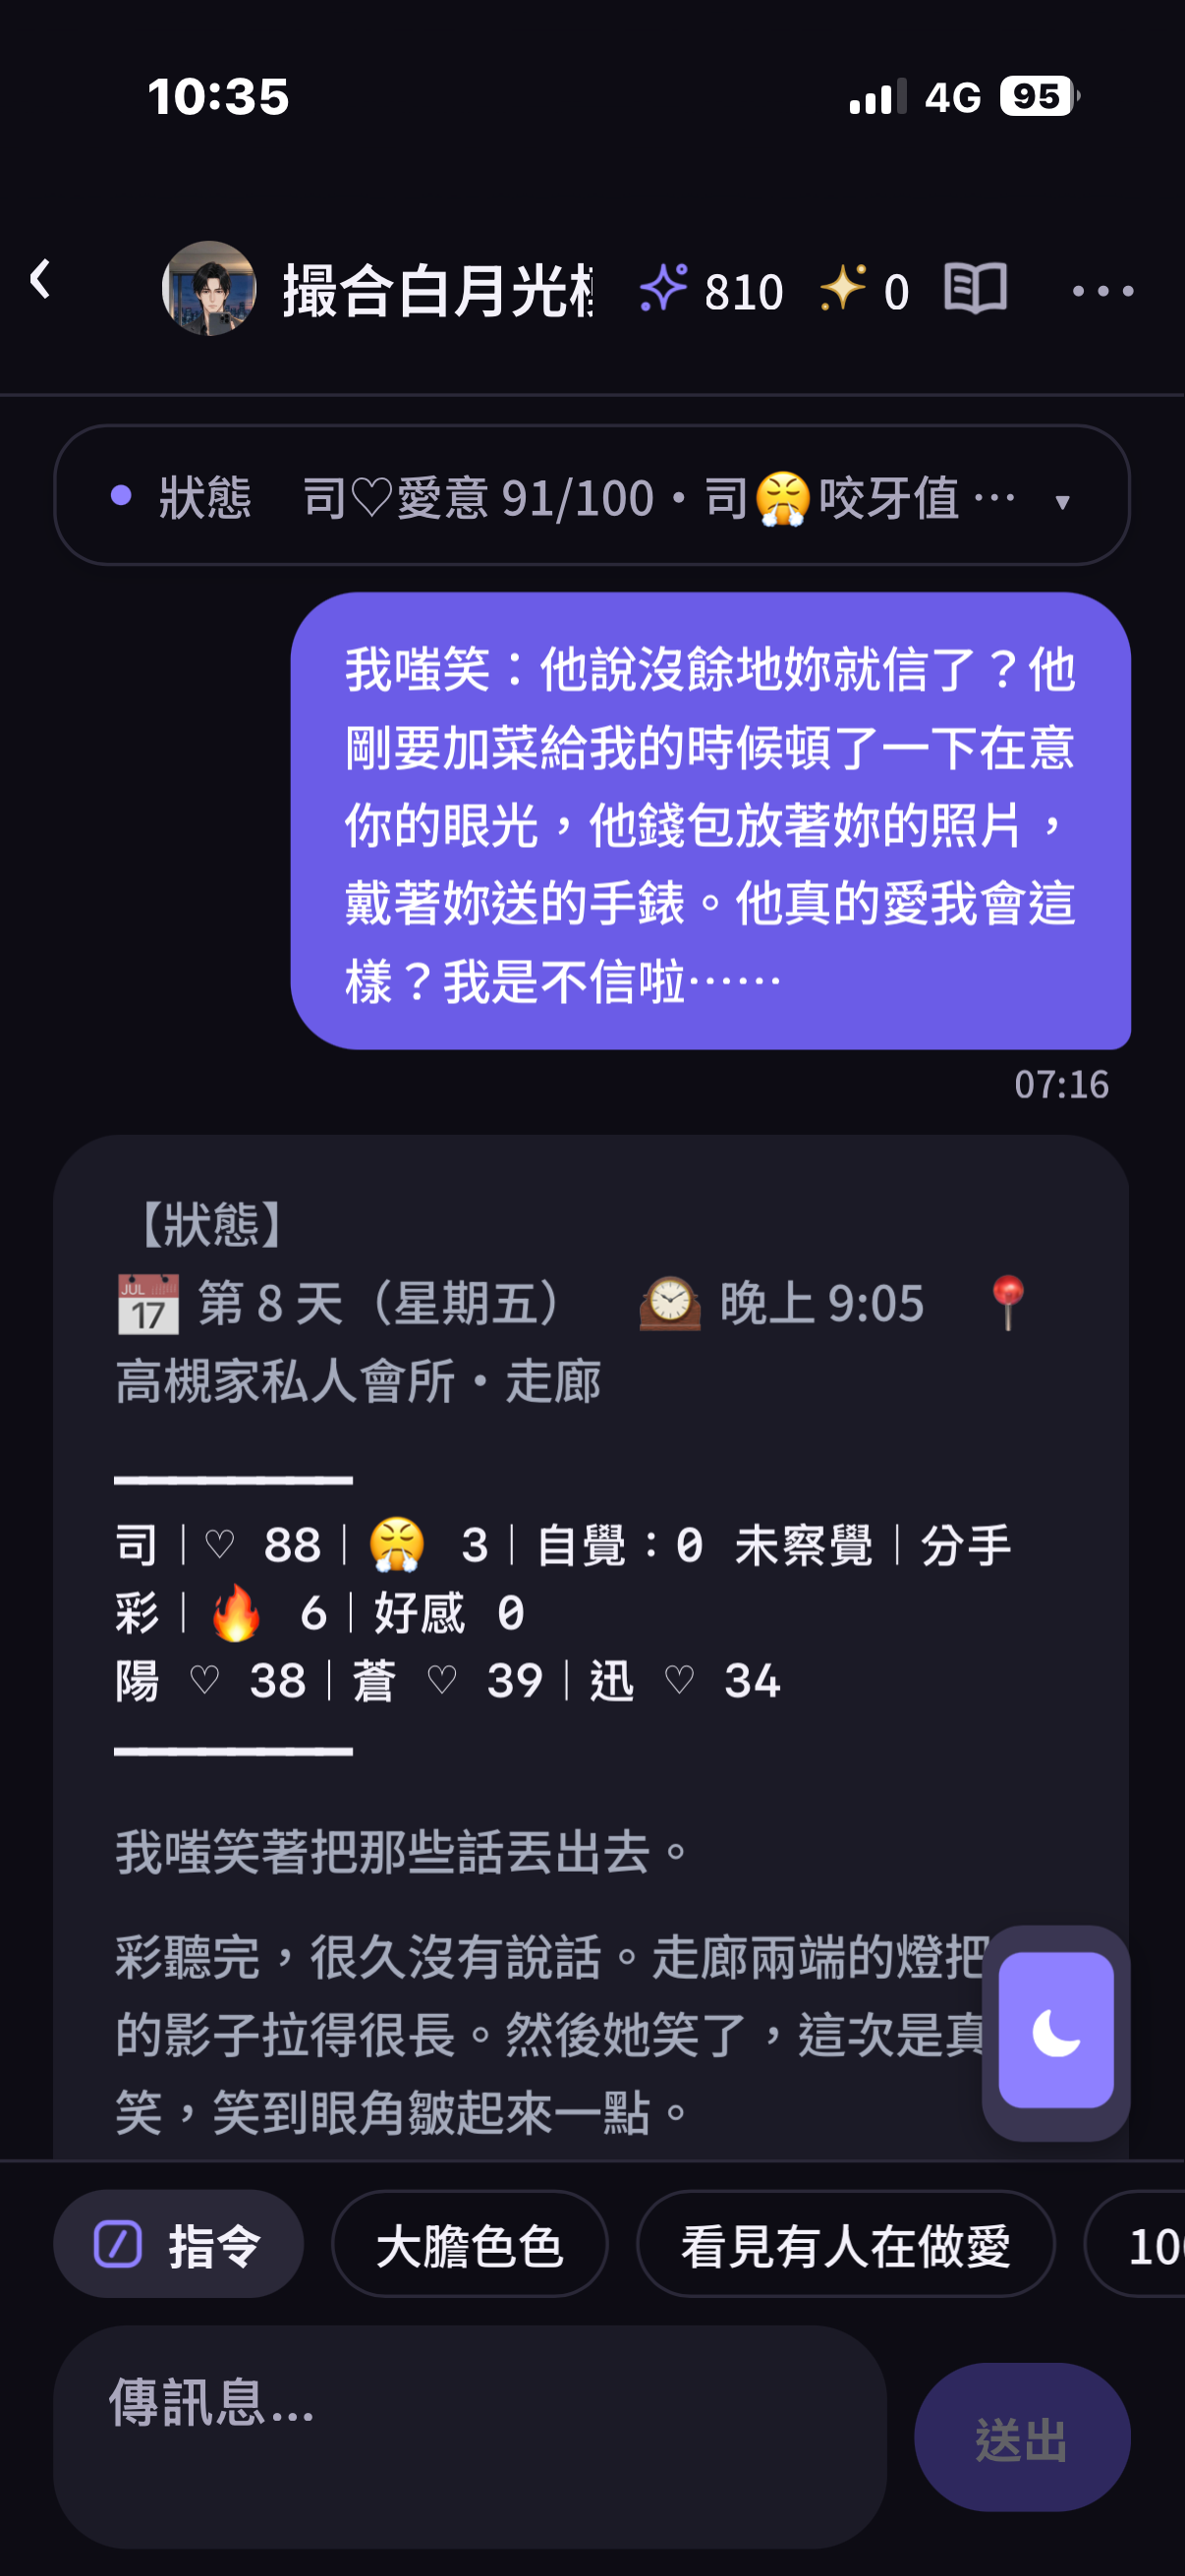 10:35
4G 95
撮合白月光
810 0
狀態 司♡愛意 91/100・司😤咬牙值 … ▾
我嗤笑：他說沒餘地妳就信了？他
剛要加菜給我的時候頓了一下在意
你的眼光，他錢包放著妳的照片，
戴著妳送的手錶。他真的愛我會這
樣？我是不信啦……
07:16
【狀態】
📅 第 8 天（星期五） 🕰️ 晚上 9:05 📍
高槻家私人會所・走廊
司｜♡ 88｜😤 3｜自覺：0 未察覺｜分手
彩｜🔥 6｜好感 0
陽 ♡ 38｜蒼 ♡ 39｜迅 ♡ 34
我嗤笑著把那些話丟出去。
彩聽完，很久沒有說話。走廊兩端的燈把
的影子拉得很長。然後她笑了，這次是真
笑，笑到眼角皺起來一點。
指令 大膽色色 看見有人在做愛 10
傳訊息...
送出